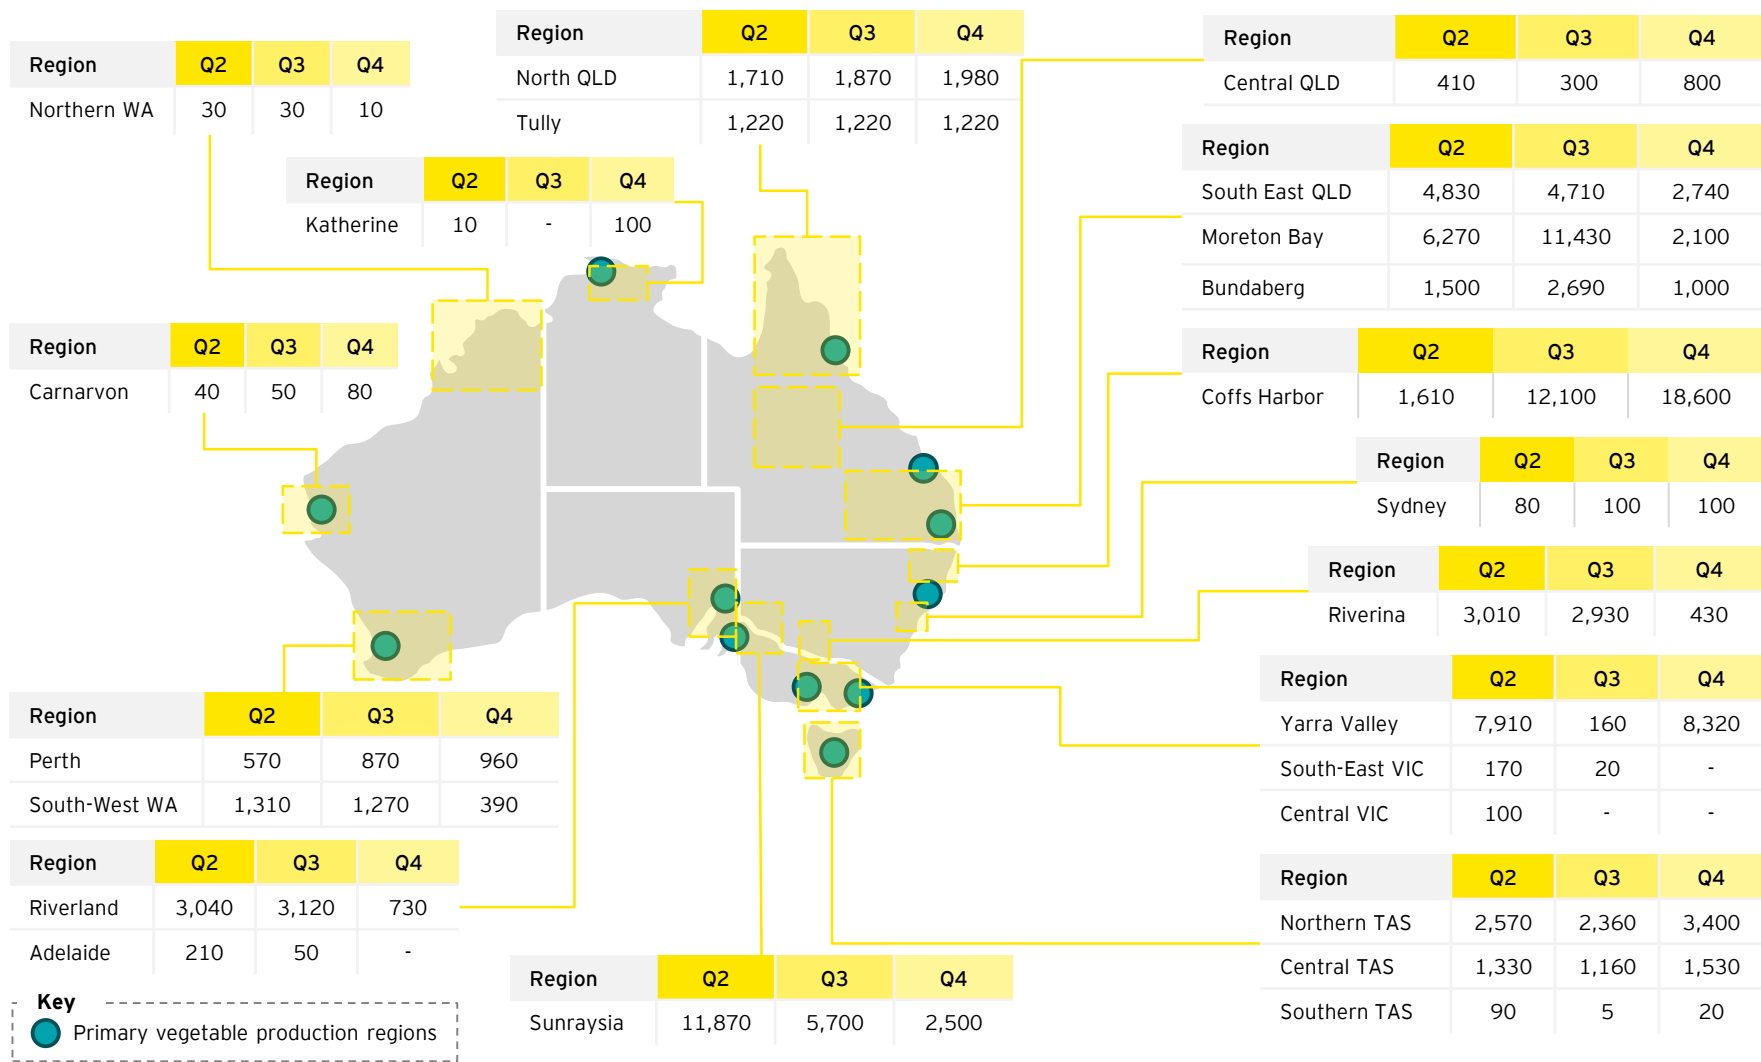 Region Q2 Q3 Q4
Northern WA 30 30 10
Region Q2 Q3 Q4
North QLD 1,710 1,870 1,980
Tully 1,220 1,220 1,220
Region Q2 Q3 Q4
Central QLD 410 300 800
Region Q2 Q3 Q4
Katherine 10 - 100
Region Q2 Q3 Q4
South East QLD 4,830 4,710 2,740
Moreton Bay 6,270 11,430 2,100
Bundaberg 1,500 2,690 1,000
Region Q2 Q3 Q4
Carnarvon 40 50 80
Region Q2 Q3 Q4
Coffs Harbor 1,610 12,100 18,600
Region Q2 Q3 Q4
Sydney 80 100 100
Region Q2 Q3 Q4
Riverina 3,010 2,930 430
Region Q2 Q3 Q4
Perth 570 870 960
South-West WA 1,310 1,270 390
Region Q2 Q3 Q4
Yarra Valley 7,910 160 8,320
South-East VIC 170 20 -
Central VIC 100 - -
Region Q2 Q3 Q4
Riverland 3,040 3,120 730
Adelaide 210 50 -
Region Q2 Q3 Q4
Northern TAS 2,570 2,360 3,400
Central TAS 1,330 1,160 1,530
Southern TAS 90 5 20
Region Q2 Q3 Q4
Sunraysia 11,870 5,700 2,500
Key
Primary vegetable production regions